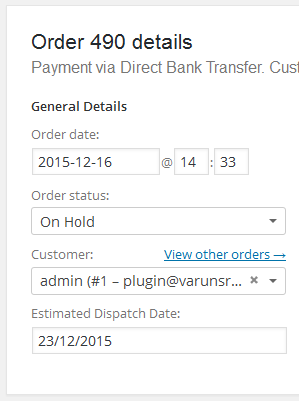 Order 490 details
Payment via Direct Bank Transfer. Cust
General Details
Order date:
2015-12-16 @ 14 : 33
Order status:
On Hold
Customer: View other orders →
admin (#1 – plugin@varunsr... ×
Estimated Dispatch Date:
23/12/2015